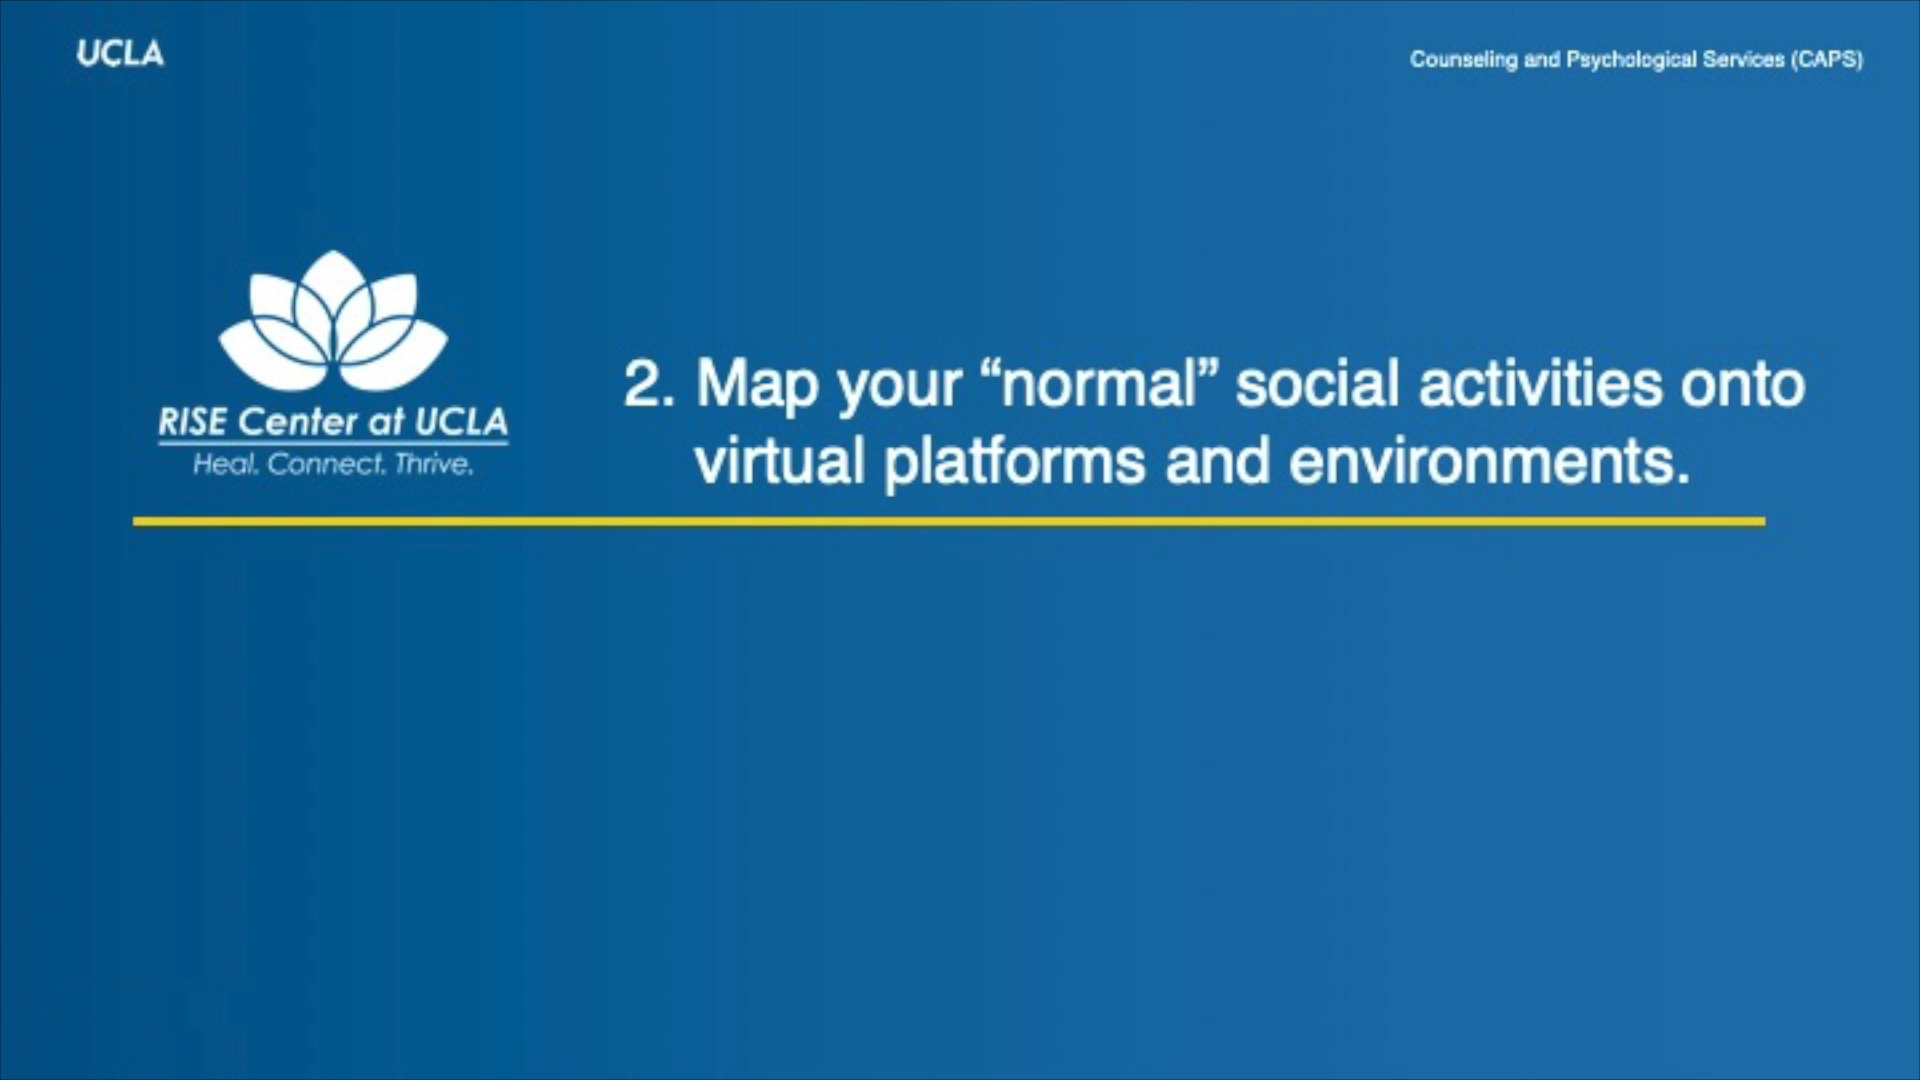 UCLA
Counseling and Psychological Services (CAPS)
RISE Center at UCLA
Heal. Connect. Thrive.
2. Map your “normal” social activities onto
virtual platforms and environments.